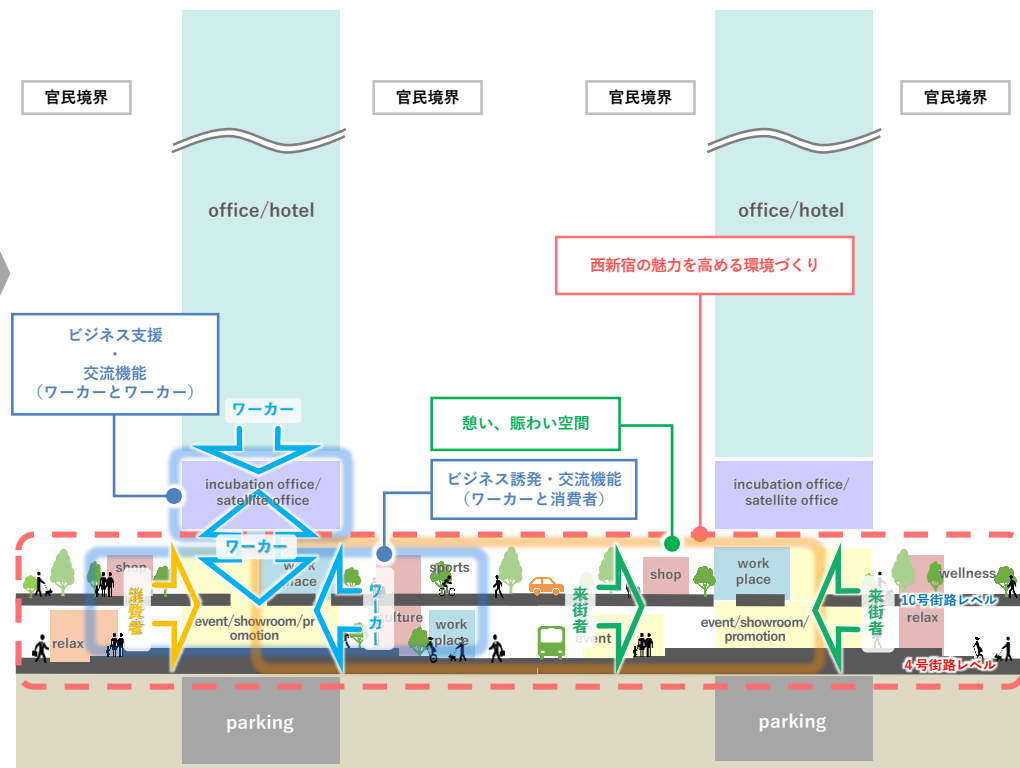 官民境界
官民境界
官民境界
官民境界
office/hotel
office/hotel
西新宿の魅力を高める環境づくり
ビジネス支援
・
交流機能
（ワーカーとワーカー）
ワーカー
憩い、賑わい空間
ビジネス誘発・交流機能
（ワーカーと消費者）
incubation office/
satellite office
incubation office/
satellite office
ワーカー
shop
work
place
sports
shop
work
place
wellness
10号街路レベル
消費者
ワーカー
来街者
来街者
relax
event/showroom/pr
omotion
culture
work
place
event
event/showroom/
promotion
relax
4号街路レベル
parking
parking